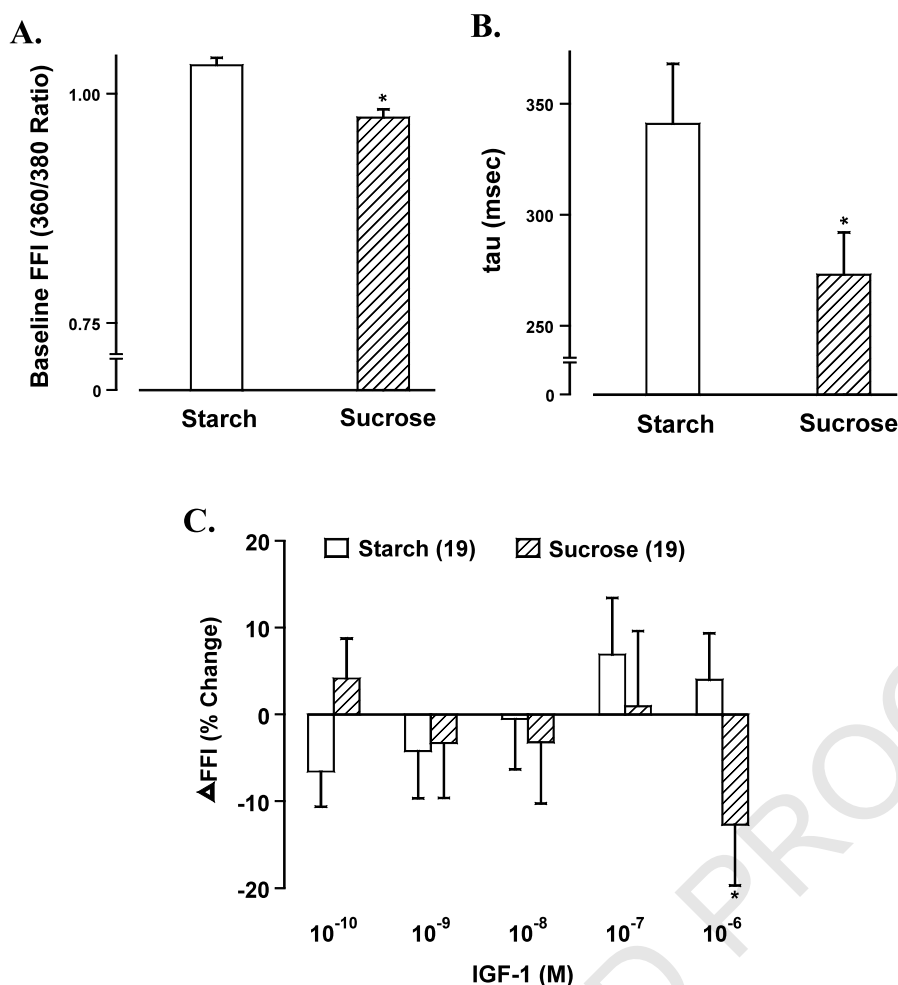 A.
Baseline FFI (360/380 Ratio)
1.00
0.75
0
*
Starch
Sucrose
B.
tau (msec)
350
300
250
0
*
Starch
Sucrose
C.
Starch (19)
Sucrose (19)
ΔFFI (% Change)
20
10
0
-10
-20
*
10^-10
10^-9
10^-8
10^-7
10^-6
IGF-1 (M)